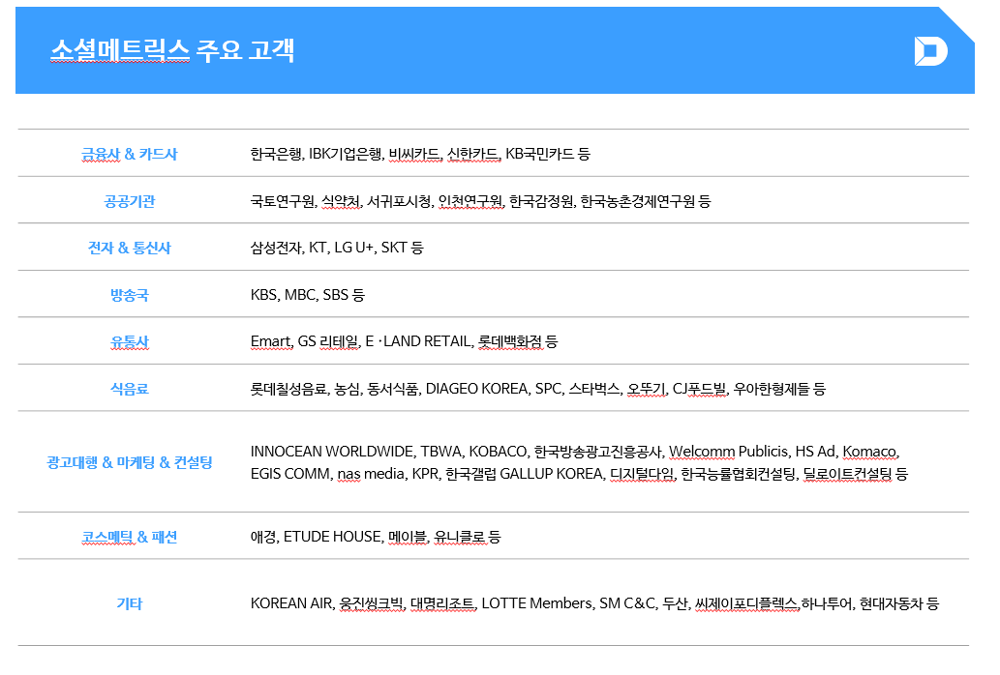 소셜메트릭스 주요 고객
금융사 & 카드사
한국은행, IBK기업은행, 비씨카드, 신한카드, KB국민카드 등
공공기관
국토연구원, 식약처, 서귀포시청, 인천연구원, 한국감정원, 한국농촌경제연구원 등
전자 & 통신사
삼성전자, KT, LG U+, SKT 등
방송국
KBS, MBC, SBS 등
유통사
Emart, GS 리테일, E ·LAND RETAIL, 롯데백화점 등
식음료
롯데칠성음료, 농심, 동서식품, DIAGEO KOREA, SPC, 스타벅스, 오뚜기, CJ푸드빌, 우아한형제들 등
광고대행 & 마케팅 & 컨설팅
INNOCEAN WORLDWIDE, TBWA, KOBACO, 한국방송광고진흥공사, Welcomm Publicis, HS Ad, Komaco,
EGIS COMM, nas media, KPR, 한국갤럽 GALLUP KOREA, 디지털다임, 한국능률협회컨설팅, 딜로이트컨설팅 등
코스메틱 & 패션
애경, ETUDE HOUSE, 메이블, 유니클로 등
기타
KOREAN AIR, 웅진씽크빅, 대명리조트, LOTTE Members, SM C&C, 두산, 씨제이포디플렉스,하나투어, 현대자동차 등